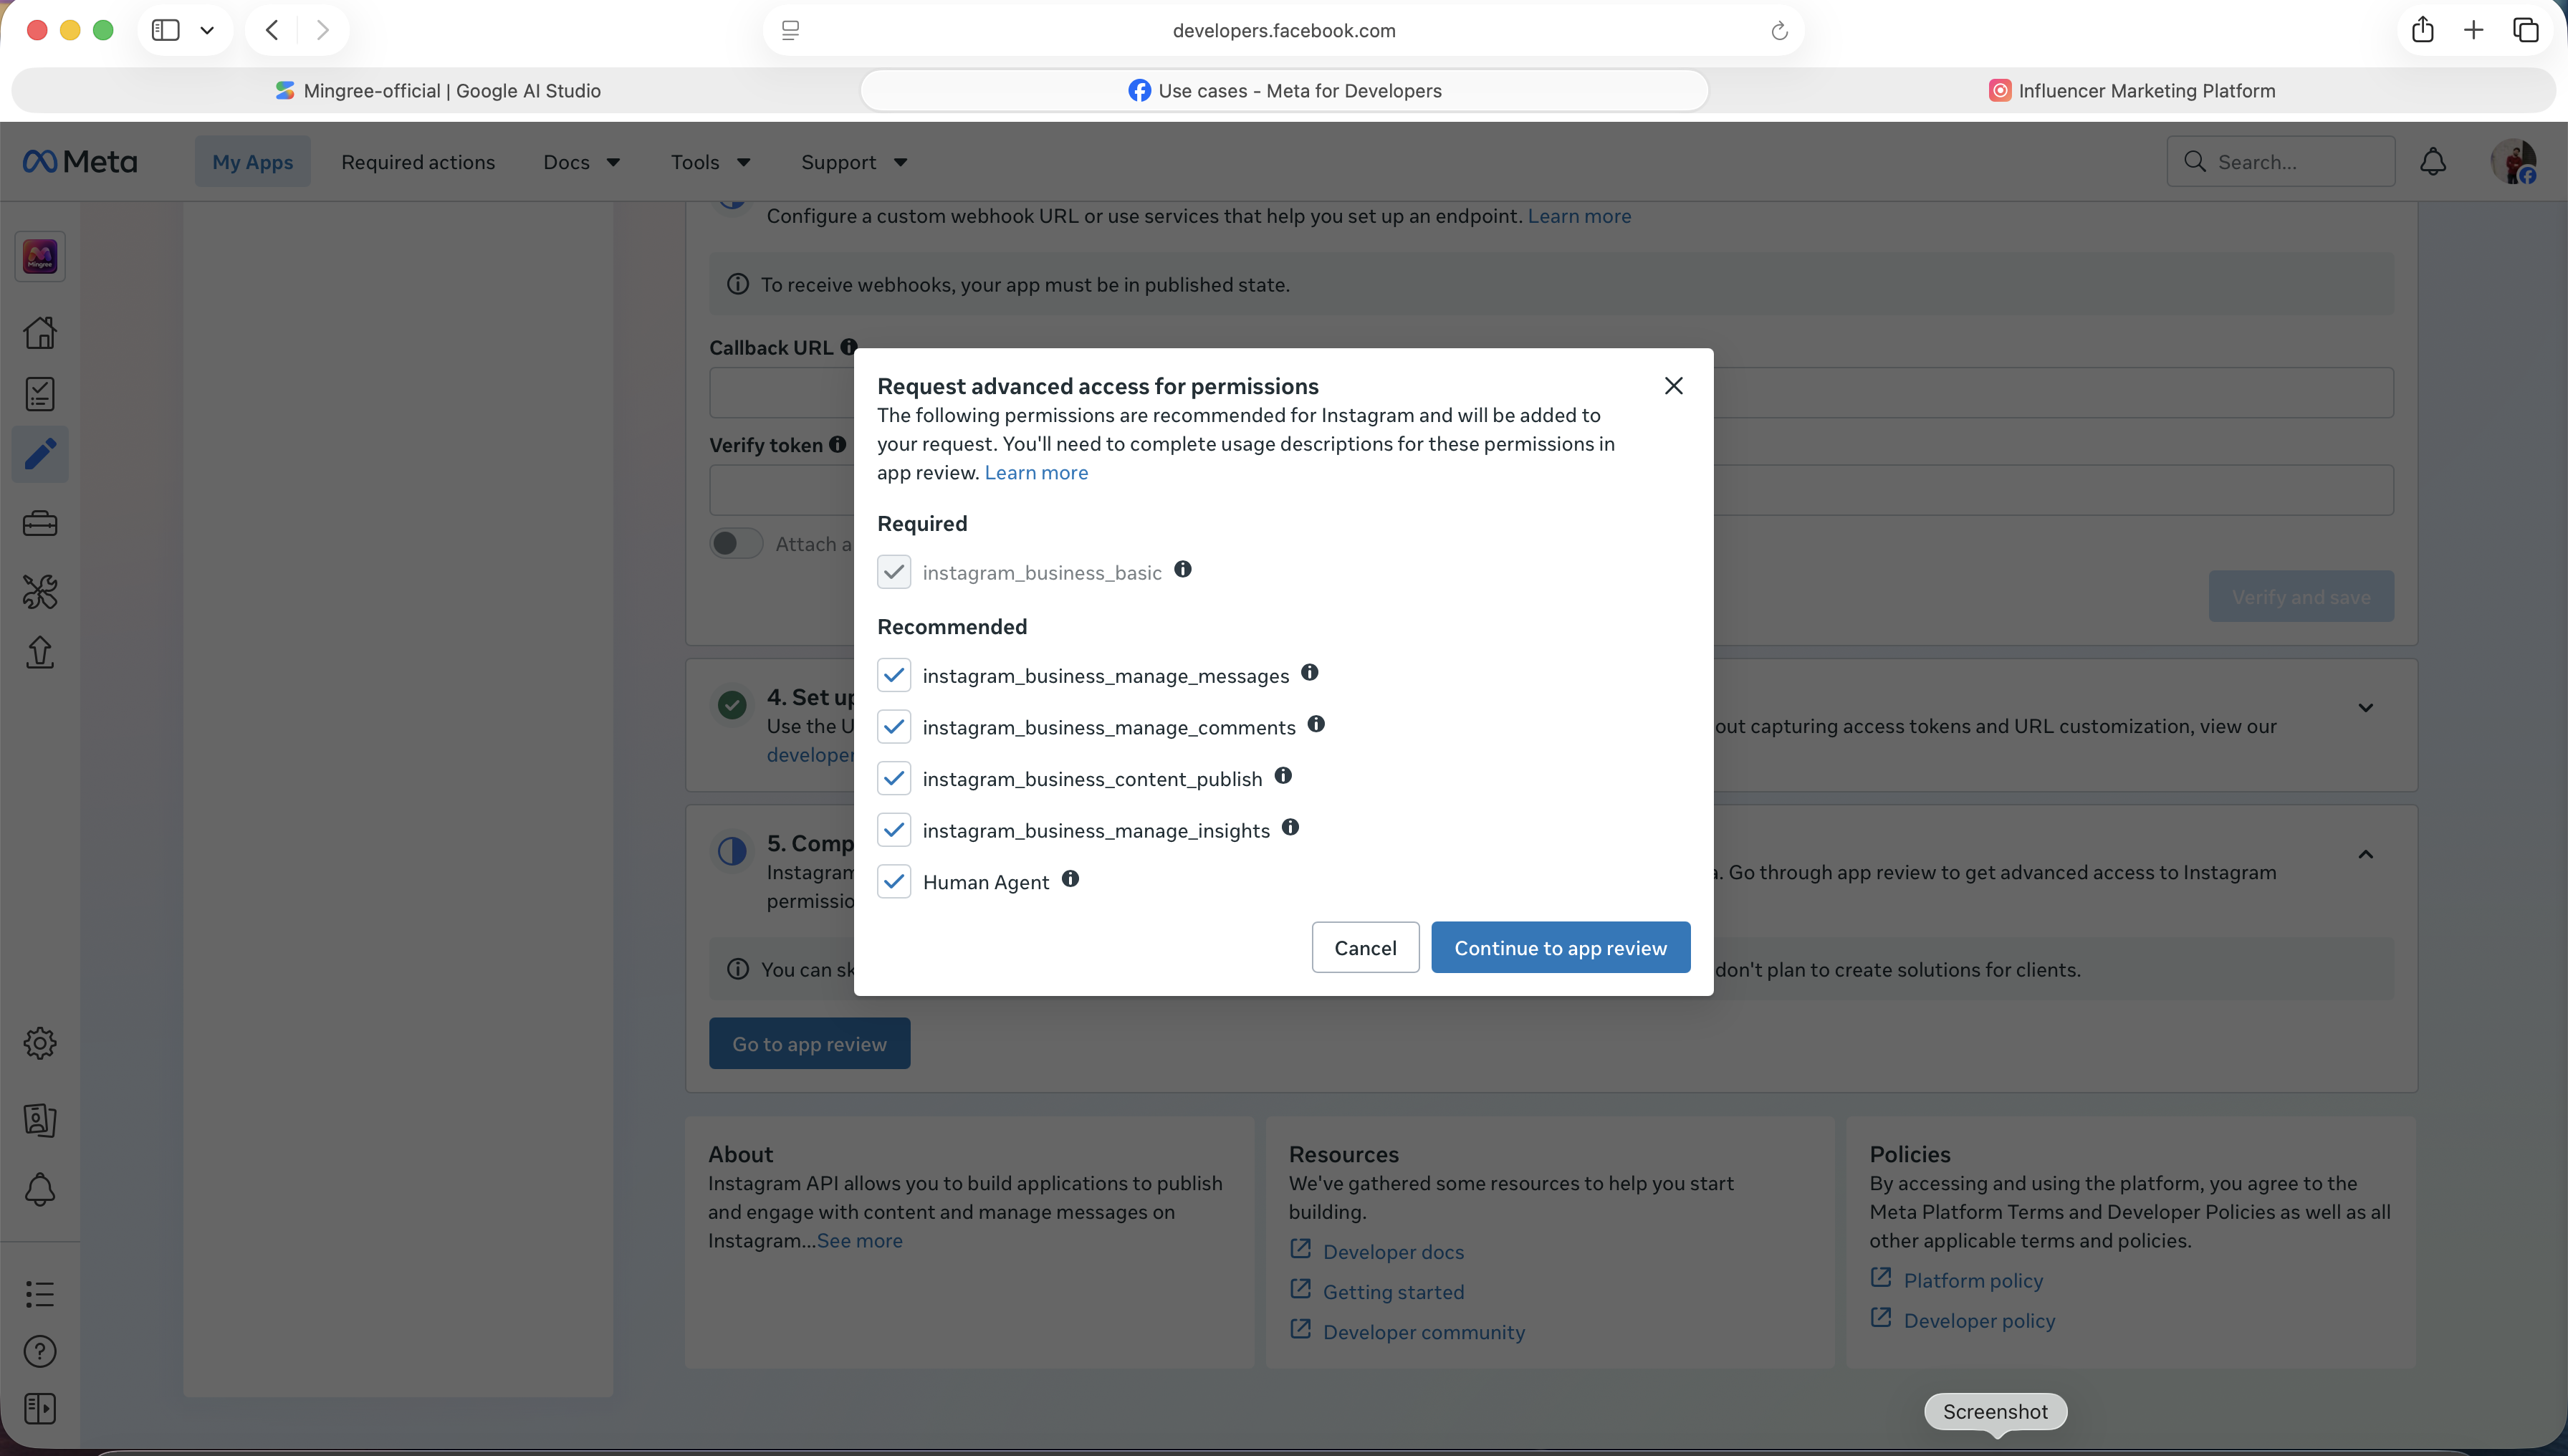 developers.facebook.com
Mingree-official | Google AI Studio
Use cases - Meta for Developers
Influencer Marketing Platform
Meta
My Apps
Required actions
Docs
Tools
Support
Search...
Mingree
Configure a custom webhook URL or use services that help you set up an endpoint. Learn more
To receive webhooks, your app must be in published state.
Callback URL
Verify token
Attach a
Verify and save
Request advanced access for permissions
The following permissions are recommended for Instagram and will be added to
your request. You'll need to complete usage descriptions for these permissions in
app review. Learn more
Required
instagram_business_basic
Recommended
instagram_business_manage_messages
instagram_business_manage_comments
instagram_business_content_publish
instagram_business_manage_insights
Human Agent
Cancel
Continue to app review
4. Set up
Use the U
out capturing access tokens and URL customization, view our
developer
5. Comp
Instagram
. Go through app review to get advanced access to Instagram
permissio
You can sk
don't plan to create solutions for clients.
Go to app review
About
Instagram API allows you to build applications to publish
and engage with content and manage messages on
Instagram...See more
Resources
We've gathered some resources to help you start
building.
Developer docs
Getting started
Developer community
Policies
By accessing and using the platform, you agree to the
Meta Platform Terms and Developer Policies as well as all
other applicable terms and policies.
Platform policy
Developer policy
Screenshot